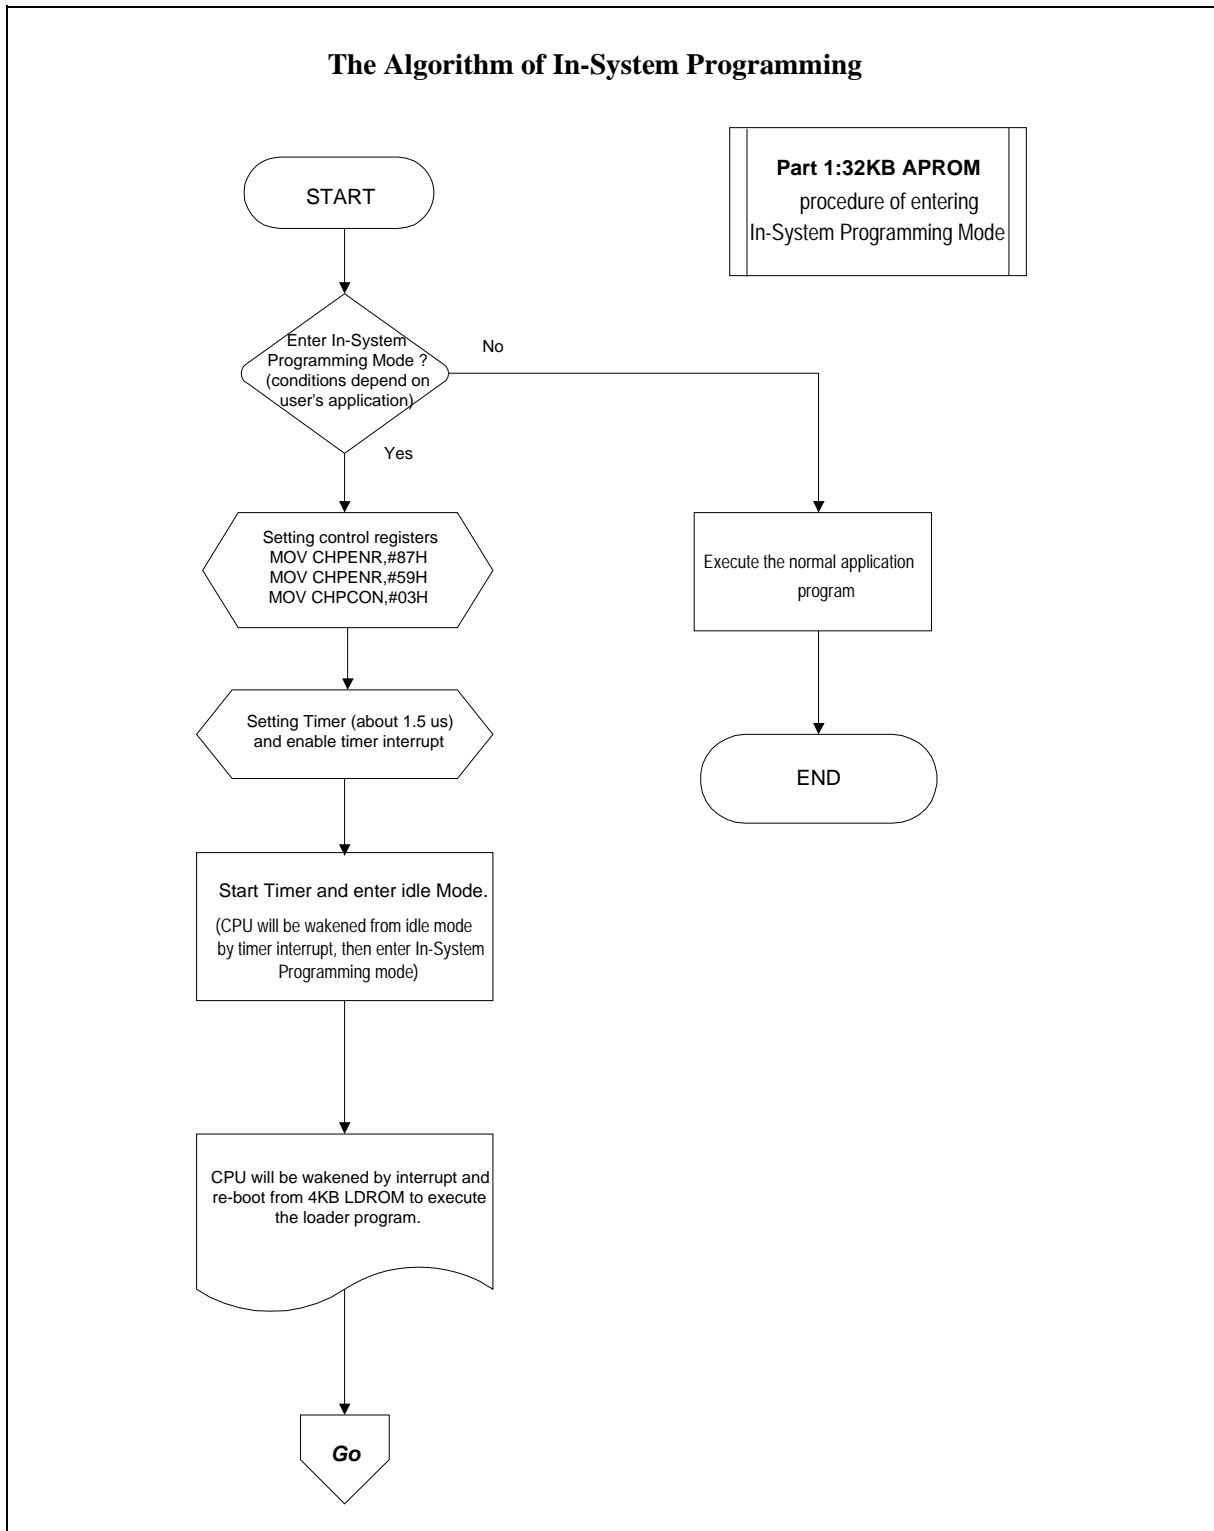 The Algorithm of In-System Programming
Part 1:32KB APROM
procedure of entering
In-System Programming Mode
START
Enter In-System
Programming Mode ?
(conditions depend on
user's application)
No
Yes
Setting control registers
MOV CHPENR,#87H
MOV CHPENR,#59H
MOV CHPCON,#03H
Execute the normal application
program
Setting Timer (about 1.5 us)
and enable timer interrupt
END
Start Timer and enter idle Mode.
(CPU will be wakened from idle mode
by timer interrupt, then enter In-System
Programming mode)
CPU will be wakened by interrupt and
re-boot from 4KB LDROM to execute
the loader program.
Go